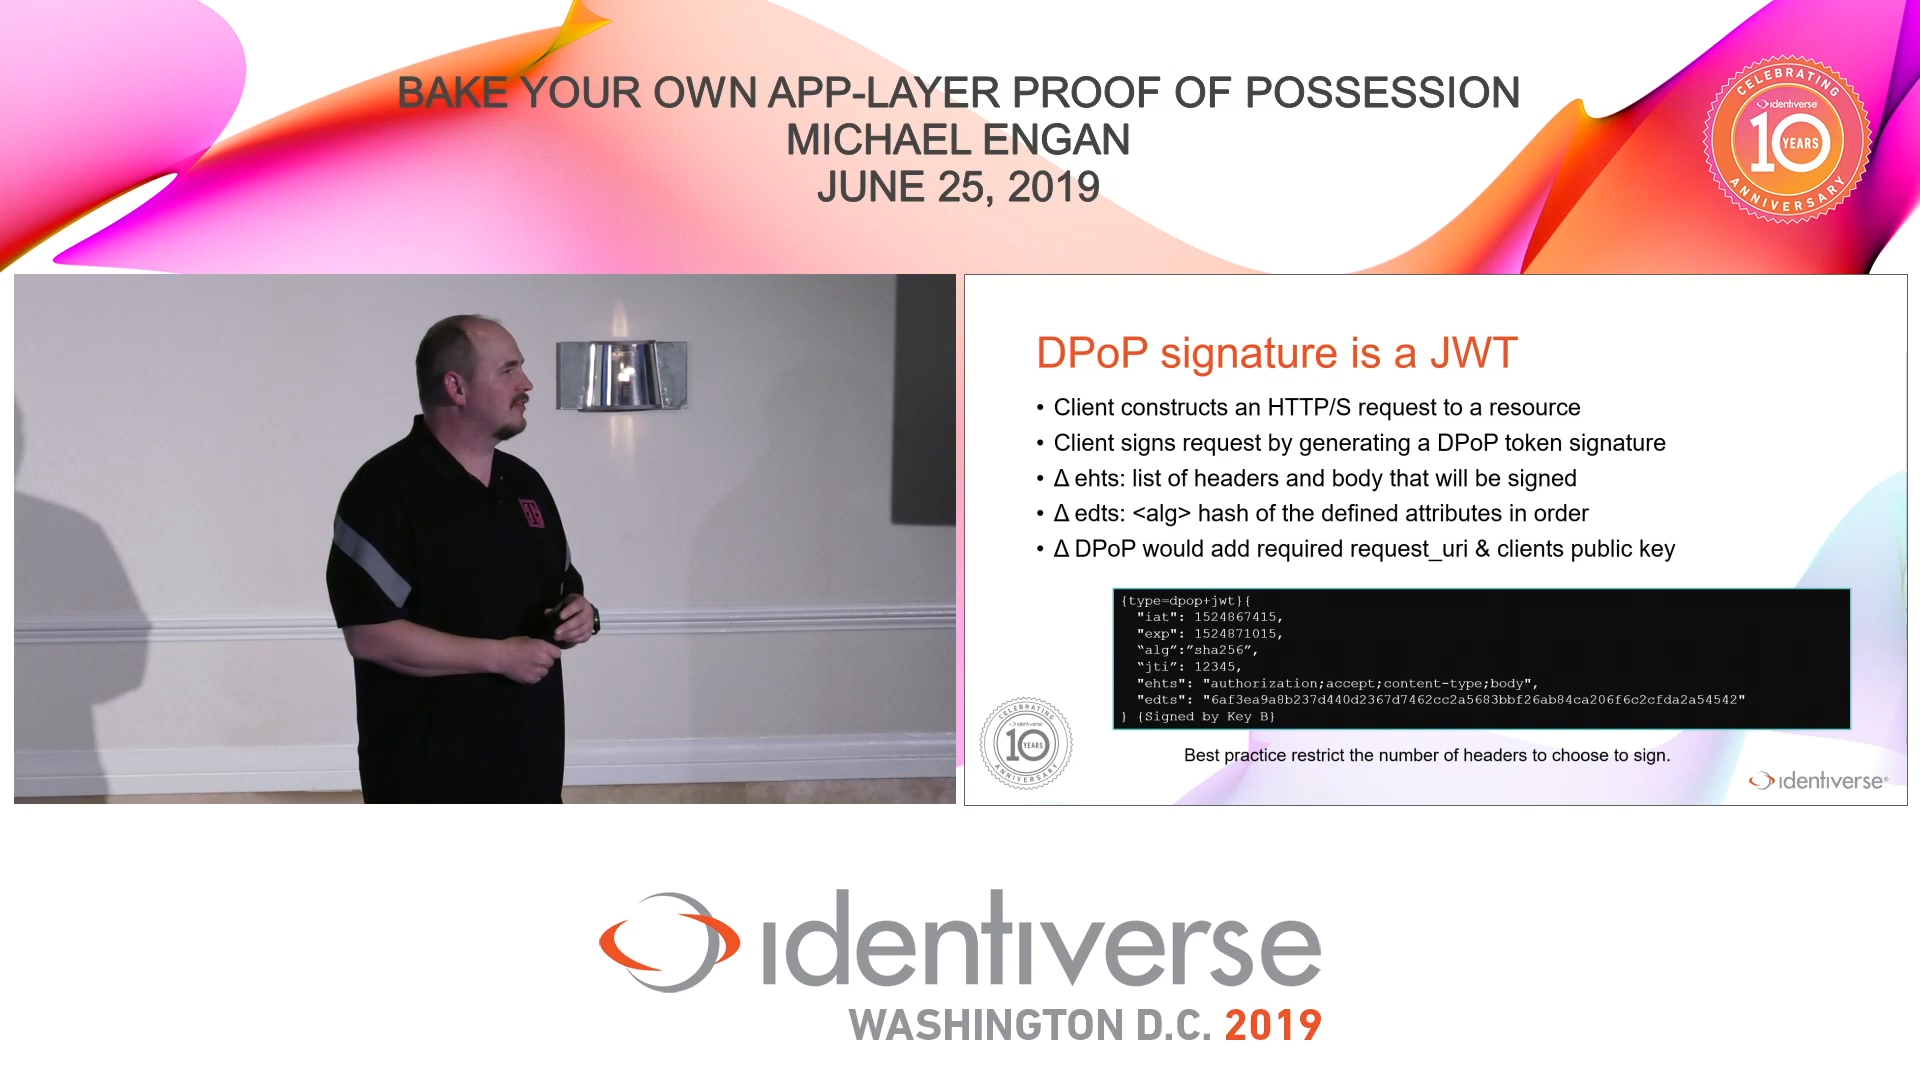 BAKE YOUR OWN APP-LAYER PROOF OF POSSESSION
MICHAEL ENGAN
JUNE 25, 2019
CELEBRATING
identiverse
10
YEARS
ANNIVERSARY
DPoP signature is a JWT
• Client constructs an HTTP/S request to a resource
• Client signs request by generating a DPoP token signature
• Δ ehts: list of headers and body that will be signed
• Δ edts: <alg> hash of the defined attributes in order
• Δ DPoP would add required request_uri & clients public key
{type=dpop+jwt}{
"iat": 1524867415,
"exp": 1524871015,
“alg”:”sha256”,
“jti”: 12345,
"ehts": "authorization;accept;content-type;body",
"edts": "6af3ea9a8b237d440d2367d7462cc2a5683bbf26ab84ca206f6c2cfda2a54542"
} {Signed by Key B}
Best practice restrict the number of headers to choose to sign.
CELEBRATING
identiverse
10
YEARS
ANNIVERSARY
identiverse®
identiverse
WASHINGTON D.C. 2019